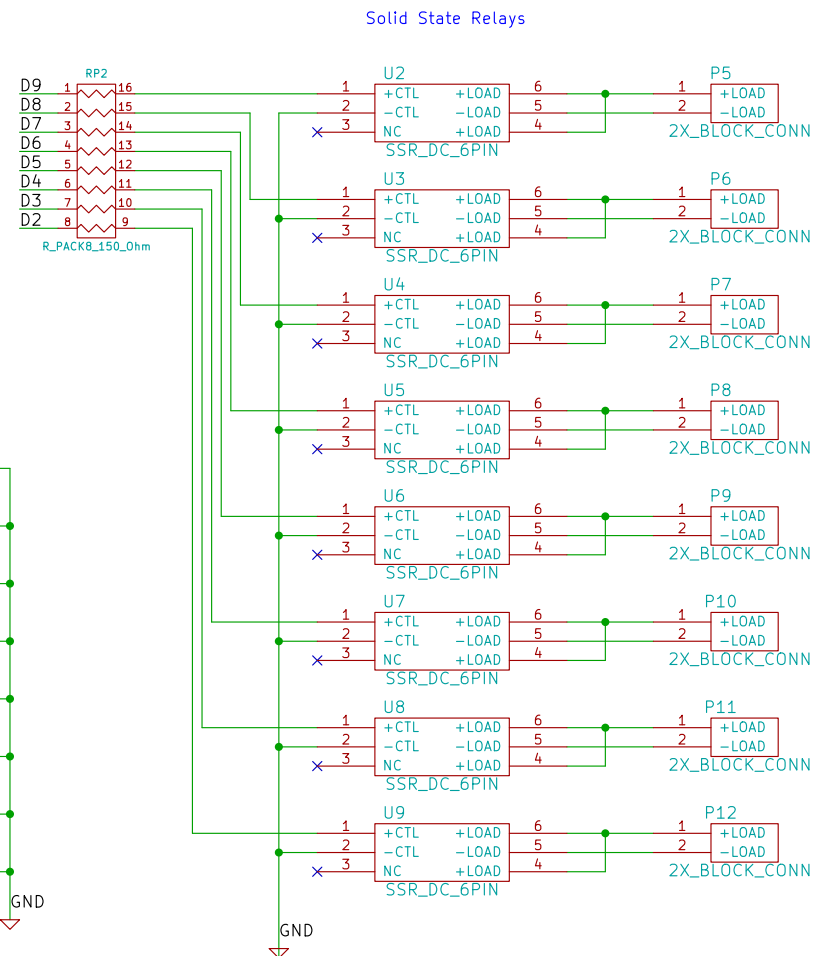 Solid State Relays
RP2
D9 1 16
D8 2 15
D7 3 14
D6 4 13
D5 5 12
D4 6 11
D3 7 10
D2 8 9
R_PACK8_150_Ohm
U2 P5
1 +CTL +LOAD 6 1 +LOAD
2 -CTL -LOAD 5 2 -LOAD
3 NC +LOAD 4 2X_BLOCK_CONN
SSR_DC_6PIN
U3 P6
1 +CTL +LOAD 6 1 +LOAD
2 -CTL -LOAD 5 2 -LOAD
3 NC +LOAD 4 2X_BLOCK_CONN
SSR_DC_6PIN
U4 P7
1 +CTL +LOAD 6 1 +LOAD
2 -CTL -LOAD 5 2 -LOAD
3 NC +LOAD 4 2X_BLOCK_CONN
SSR_DC_6PIN
U5 P8
1 +CTL +LOAD 6 1 +LOAD
2 -CTL -LOAD 5 2 -LOAD
3 NC +LOAD 4 2X_BLOCK_CONN
SSR_DC_6PIN
U6 P9
1 +CTL +LOAD 6 1 +LOAD
2 -CTL -LOAD 5 2 -LOAD
3 NC +LOAD 4 2X_BLOCK_CONN
SSR_DC_6PIN
U7 P10
1 +CTL +LOAD 6 1 +LOAD
2 -CTL -LOAD 5 2 -LOAD
3 NC +LOAD 4 2X_BLOCK_CONN
SSR_DC_6PIN
U8 P11
1 +CTL +LOAD 6 1 +LOAD
2 -CTL -LOAD 5 2 -LOAD
3 NC +LOAD 4 2X_BLOCK_CONN
SSR_DC_6PIN
U9 P12
1 +CTL +LOAD 6 1 +LOAD
2 -CTL -LOAD 5 2 -LOAD
3 NC +LOAD 4 2X_BLOCK_CONN
SSR_DC_6PIN
GND
GND